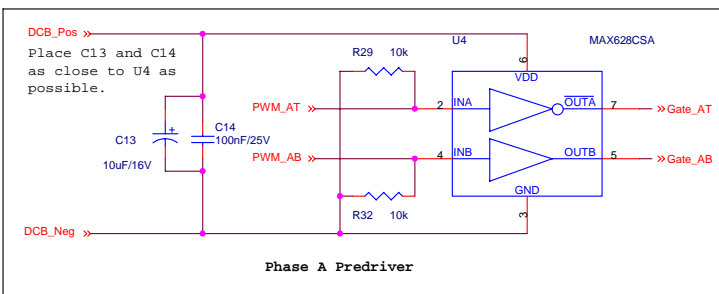 DCB_Pos
Place C13 and C14
as close to U4 as
possible.
R29 10k
U4
MAX628CSA
6
VDD
PWM_AT
2
INA
OUTA
7
Gate_AT
C13
+
C14
100nF/25V
10uF/16V
PWM_AB
4
INB
OUTB
5
Gate_AB
R32 10k
GND
3
DCB_Neg
Phase A Predriver